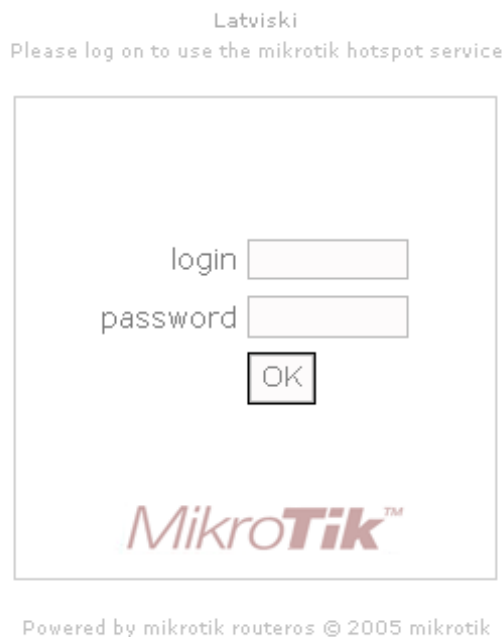 Latviski
Please log on to use the mikrotik hotspot service
login
password
OK
MikroTik™
Powered by mikrotik routeros © 2005 mikrotik